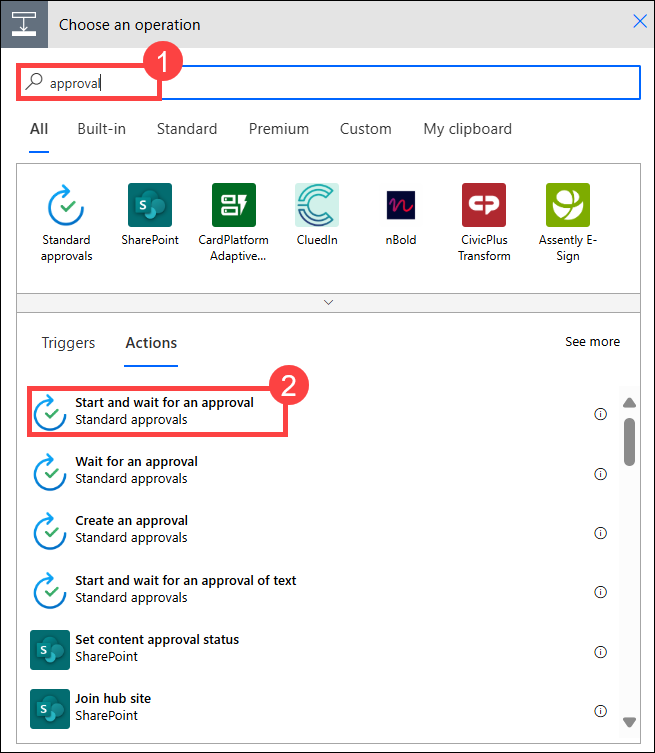 Choose an operation
1
approval
All Built-in Standard Premium Custom My clipboard
Standard approvals
SharePoint
CardPlatform Adaptive...
CluedIn
nBold
CivicPlus Transform
Assently E-Sign
Triggers Actions See more
2
Start and wait for an approval
Standard approvals
Wait for an approval
Standard approvals
Create an approval
Standard approvals
Start and wait for an approval of text
Standard approvals
Set content approval status
SharePoint
Join hub site
SharePoint